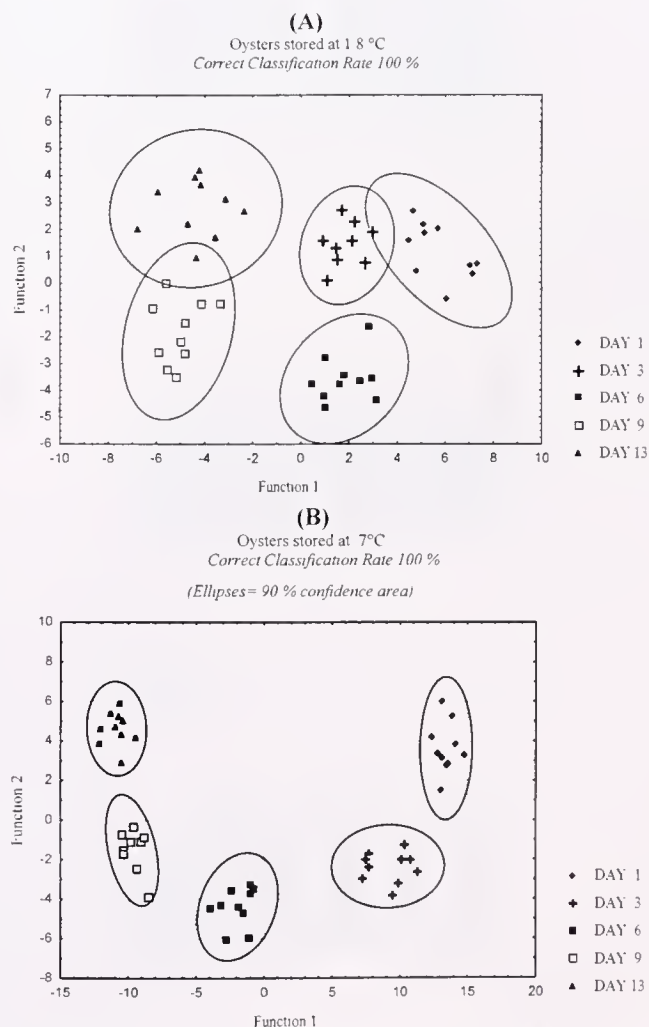 (A)
Oysters stored at 1 8 °C
Correct Classification Rate 100 %
7
6
5
4
3
2
1
0
-1
-2
-3
-4
-5
-6
Function 2
-10 -8 -6 -4 -2 0 2 4 6 8 10
Function 1
DAY 1
DAY 3
DAY 6
DAY 9
DAY 13
(B)
Oysters stored at 7°C
Correct Classification Rate 100 %
(Ellipses= 90 % confidence area)
10
8
6
4
2
0
-2
-4
-6
-8
Function 2
-15 -10 -5 0 5 10 15 20
Function 1
DAY 1
DAY 3
DAY 6
DAY 9
DAY 13